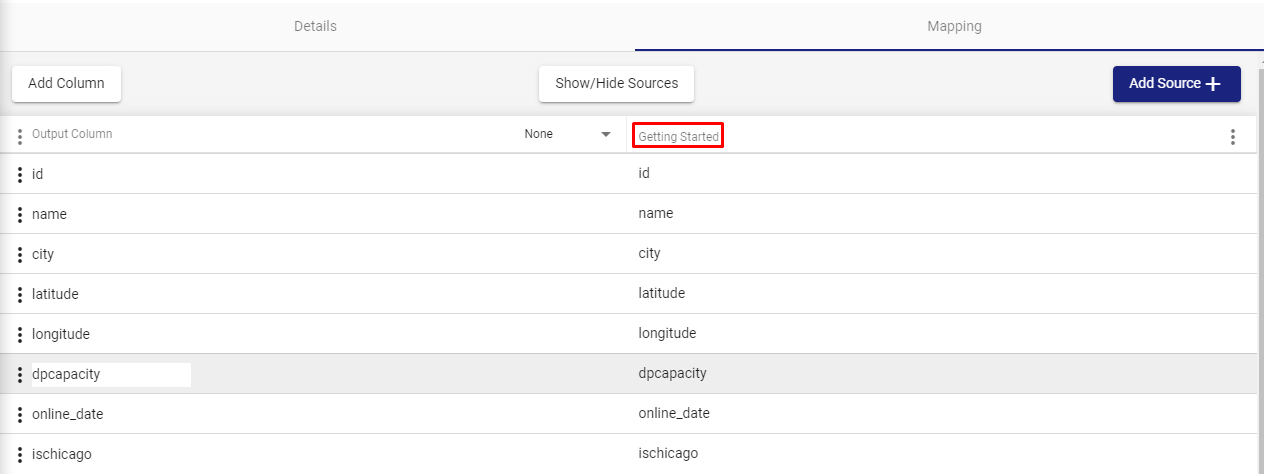 Details Mapping
Add Column Show/Hide Sources Add Source
Output Column None Getting Started
id id
name name
city city
latitude latitude
longitude longitude
dpcapacity dpcapacity
online_date online_date
ischicago ischicago